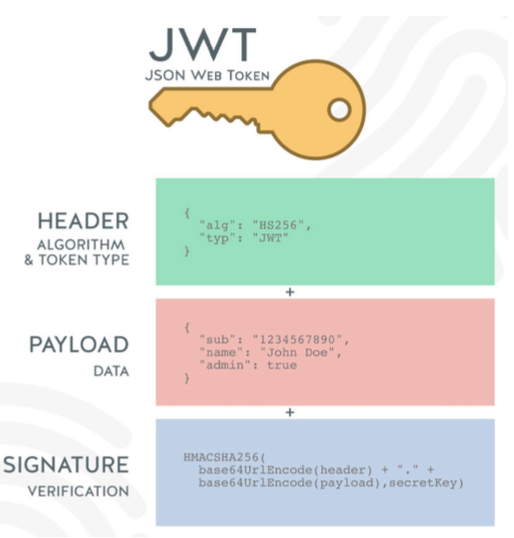 JWT
JSON WEB TOKEN
HEADER
ALGORITHM
& TOKEN TYPE
{
"alg": "HS256",
"typ": "JWT"
}
+
PAYLOAD
DATA
{
"sub": "1234567890",
"name": "John Doe",
"admin": true
}
+
SIGNATURE
VERIFICATION
HMACSHA256(
base64UrlEncode(header) + "." +
base64UrlEncode(payload),secretKey)